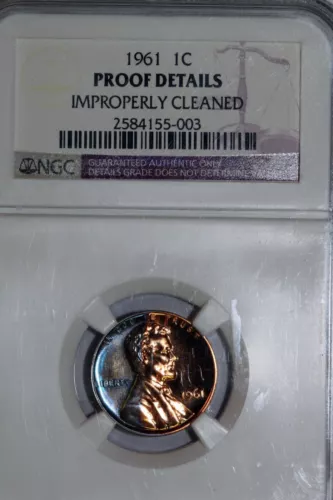 1961 1C
PROOF DETAILS
IMPROPERLY CLEANED
2584155-003
NGC
GUARANTEED AUTHENTIC ONLY
DETAILS GRADE DOES NOT DETERMINE VALUE
LIBERTY
1961